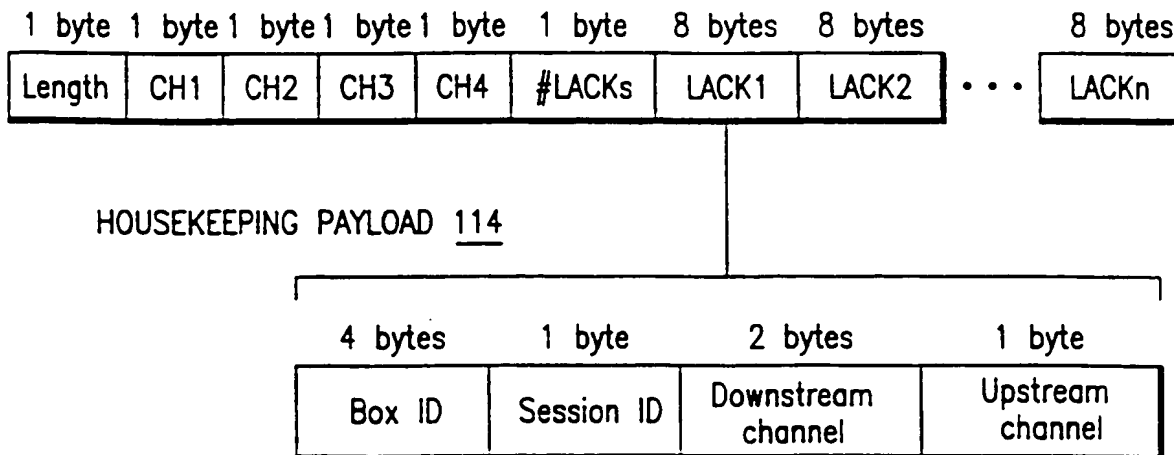 1 byte 1 byte 1 byte 1 byte 1 byte 1 byte 8 bytes 8 bytes 8 bytes
Length CH1 CH2 CH3 CH4 #LACKs LACK1 LACK2 • • • LACKn
HOUSEKEEPING PAYLOAD 114
4 bytes 1 byte 2 bytes 1 byte
Box ID Session ID Downstream channel Upstream channel